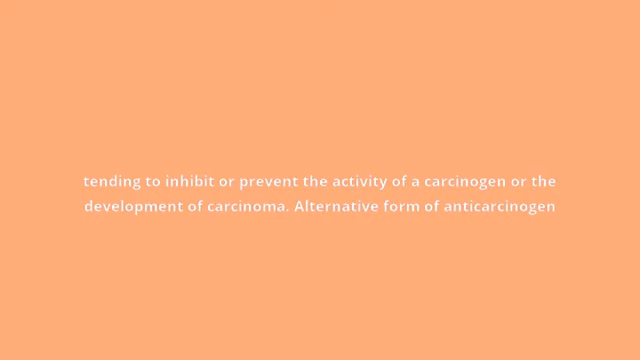 tending to inhibit or prevent the activity of a carcinogen or the
development of carcinoma. Alternative form of anticarcinogen